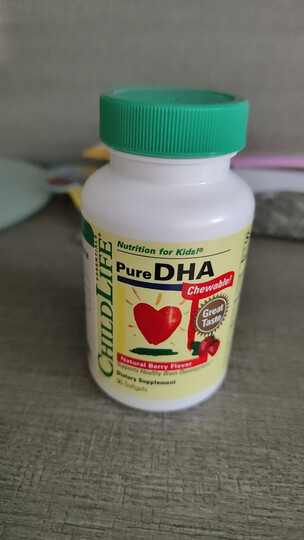 Nutrition for Kids!®
CHILDLIFE
Pure DHA
Chewable!
Great
Taste
Natural Berry Flavor
Supports Healthy Brain Development
Dietary Supplement
90 Softgels